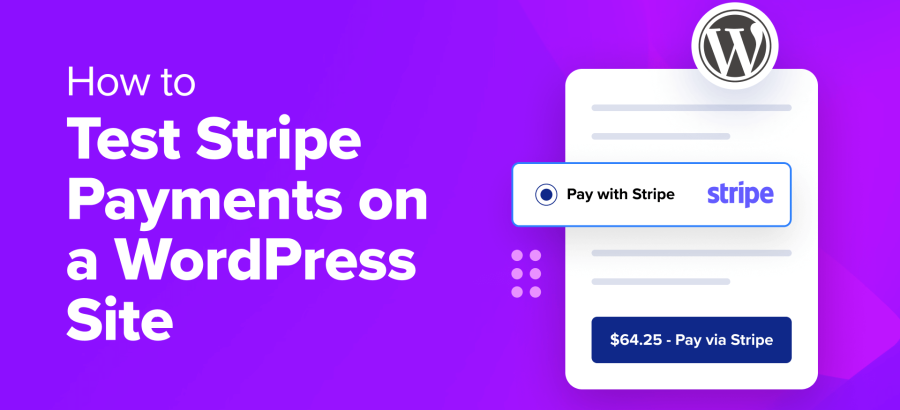 How to
Test Stripe
Payments on
a WordPress
Site
W
Pay with Stripe
stripe
$64.25 - Pay via Stripe